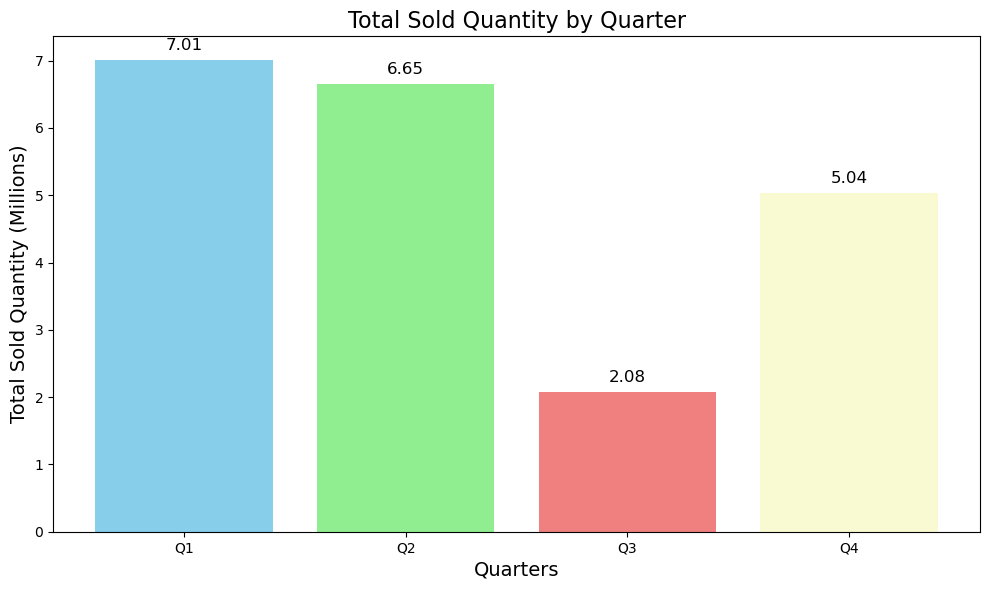 Total Sold Quantity by Quarter
Total Sold Quantity (Millions)
7
6
5
4
3
2
1
0
7.01
6.65
2.08
5.04
Q1
Q2
Q3
Q4
Quarters